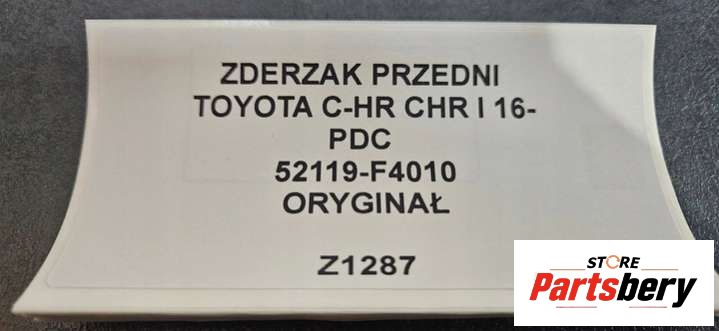 ZDERZAK PRZEDNI
TOYOTA C-HR CHR I 16-
PDC
52119-F4010
ORYGINAŁ
Z1287
STORE
Partsbery